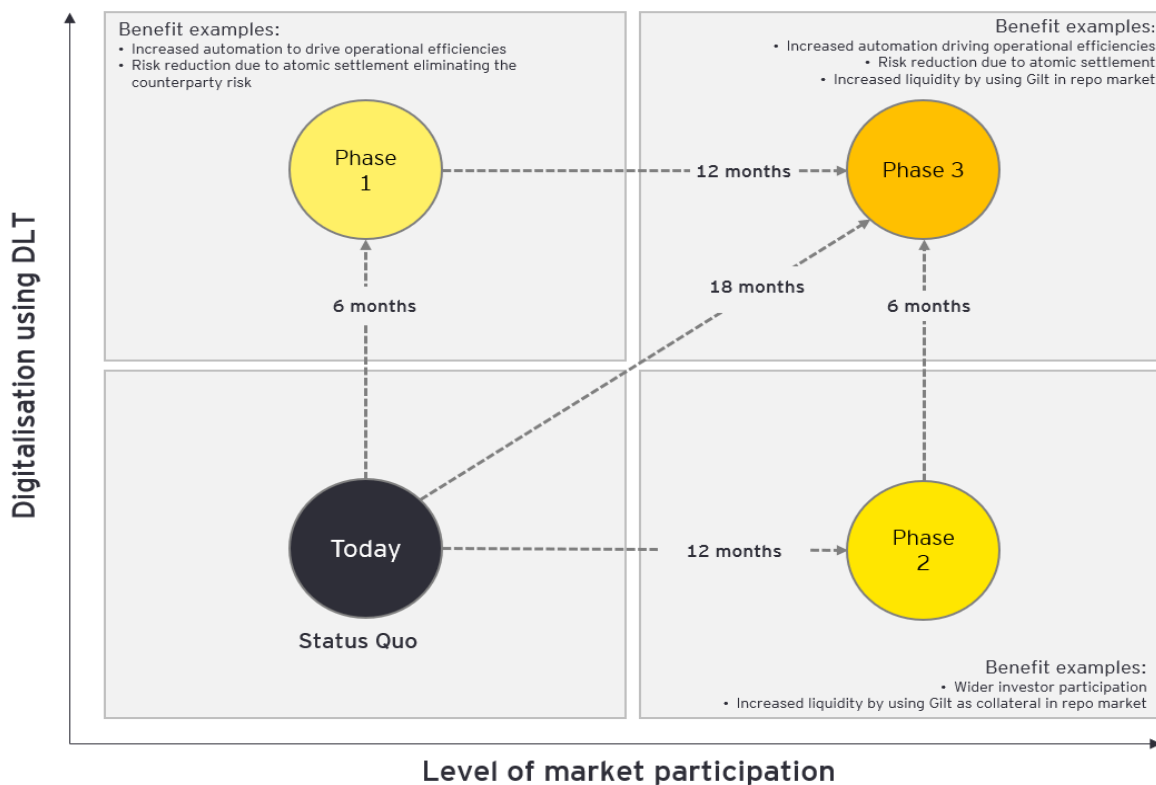 Benefit examples:
• Increased automation to drive operational efficiencies
• Risk reduction due to atomic settlement eliminating the
counterparty risk
Benefit examples:
• Increased automation driving operational efficiencies
• Risk reduction due to atomic settlement
• Increased liquidity by using Gilt in repo market
Phase
1
12 months
Phase 3
6 months
18 months
6 months
Digitalisation using DLT
Today
Status Quo
12 months
Phase
2
Benefit examples:
• Wider investor participation
• Increased liquidity by using Gilt as collateral in repo market
Level of market participation